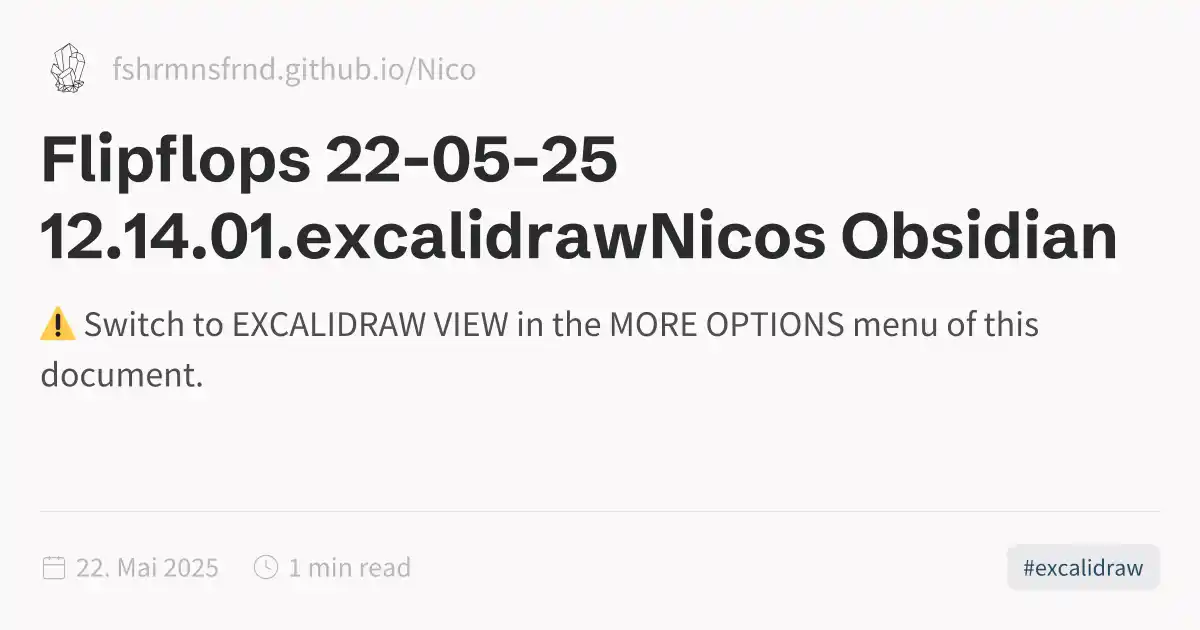 fshrmnsfrnd.github.io/Nico
Flipflops 22-05-25
12.14.01.excalidrawNicos Obsidian
⚠️ Switch to EXCALIDRAW VIEW in the MORE OPTIONS menu of this
document.
22. Mai 2025
1 min read
#excalidraw